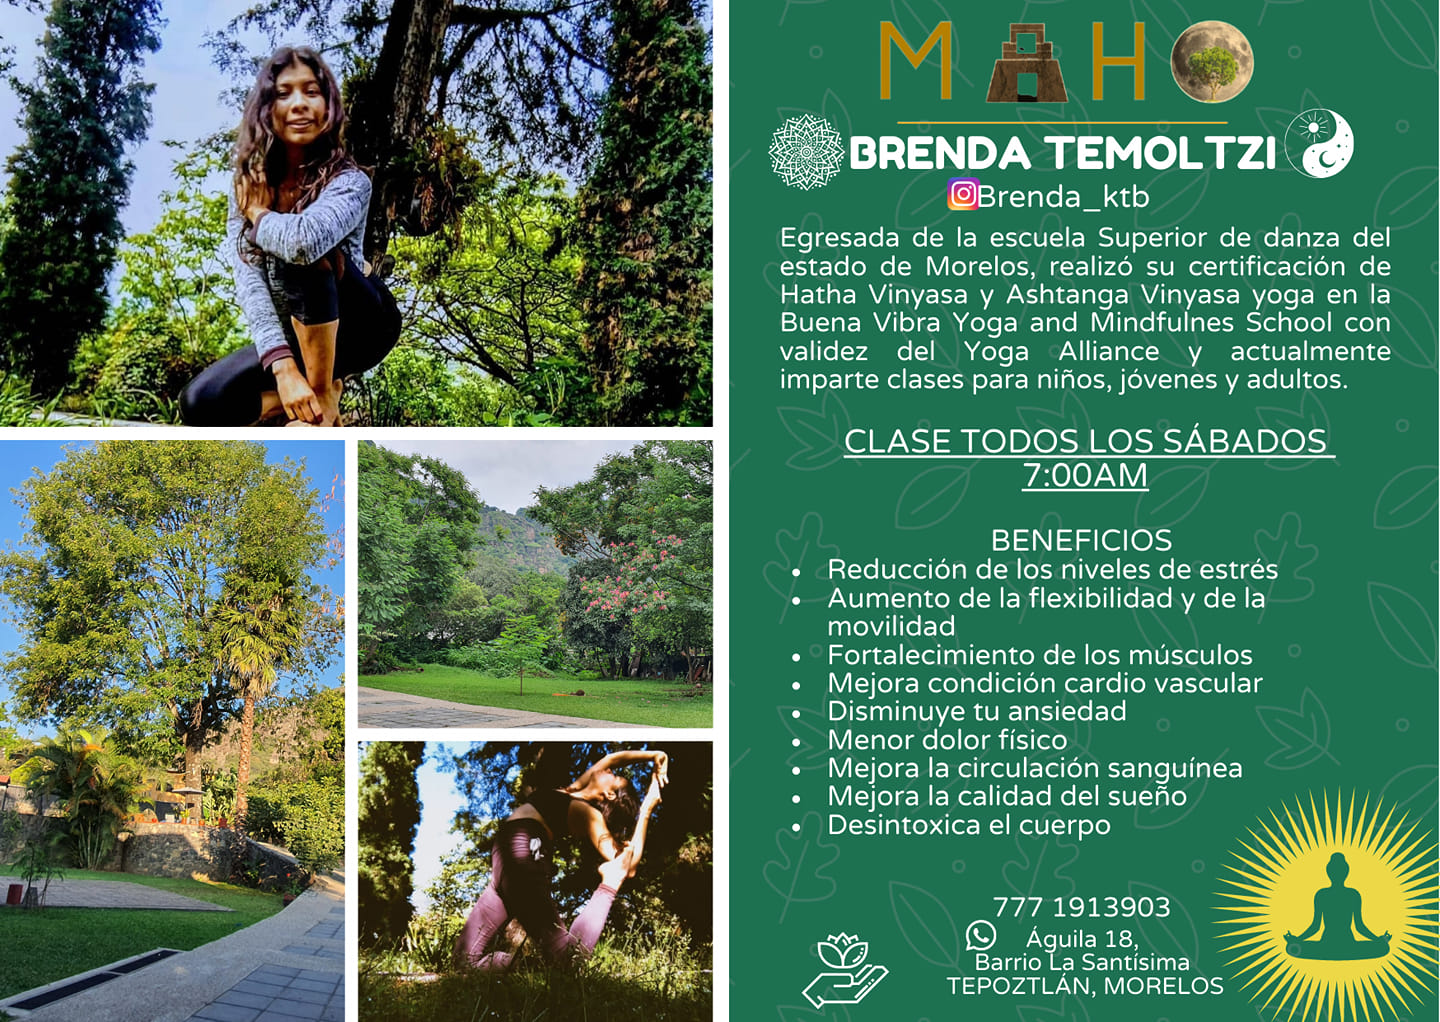 MAHO
BRENDA TEMOLTZI
Brenda_ktb
Egresada de la escuela Superior de danza del
estado de Morelos, realizó su certificación de
Hatha Vinyasa y Ashtanga Vinyasa yoga en la
Buena Vibra Yoga and Mindfulnes School con
validez del Yoga Alliance y actualmente
imparte clases para niños, jóvenes y adultos.
CLASE TODOS LOS SÁBADOS
7:00AM
BENEFICIOS
• Reducción de los niveles de estrés
• Aumento de la flexibilidad y de la
movilidad
• Fortalecimiento de los músculos
• Mejora condición cardio vascular
• Disminuye tu ansiedad
• Menor dolor físico
• Mejora la circulación sanguínea
• Mejora la calidad del sueño
• Desintoxica el cuerpo
777 1913903
Águila 18,
Barrio La Santísima
TEPOZTLÁN, MORELOS